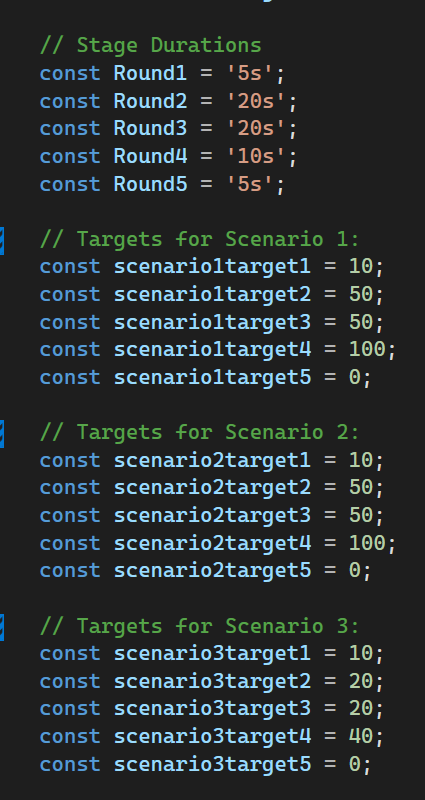 // Stage Durations
const Round1 = '5s';
const Round2 = '20s';
const Round3 = '20s';
const Round4 = '10s';
const Round5 = '5s';
// Targets for Scenario 1:
const scenario1target1 = 10;
const scenario1target2 = 50;
const scenario1target3 = 50;
const scenario1target4 = 100;
const scenario1target5 = 0;
// Targets for Scenario 2:
const scenario2target1 = 10;
const scenario2target2 = 50;
const scenario2target3 = 50;
const scenario2target4 = 100;
const scenario2target5 = 0;
// Targets for Scenario 3:
const scenario3target1 = 10;
const scenario3target2 = 20;
const scenario3target3 = 20;
const scenario3target4 = 40;
const scenario3target5 = 0;